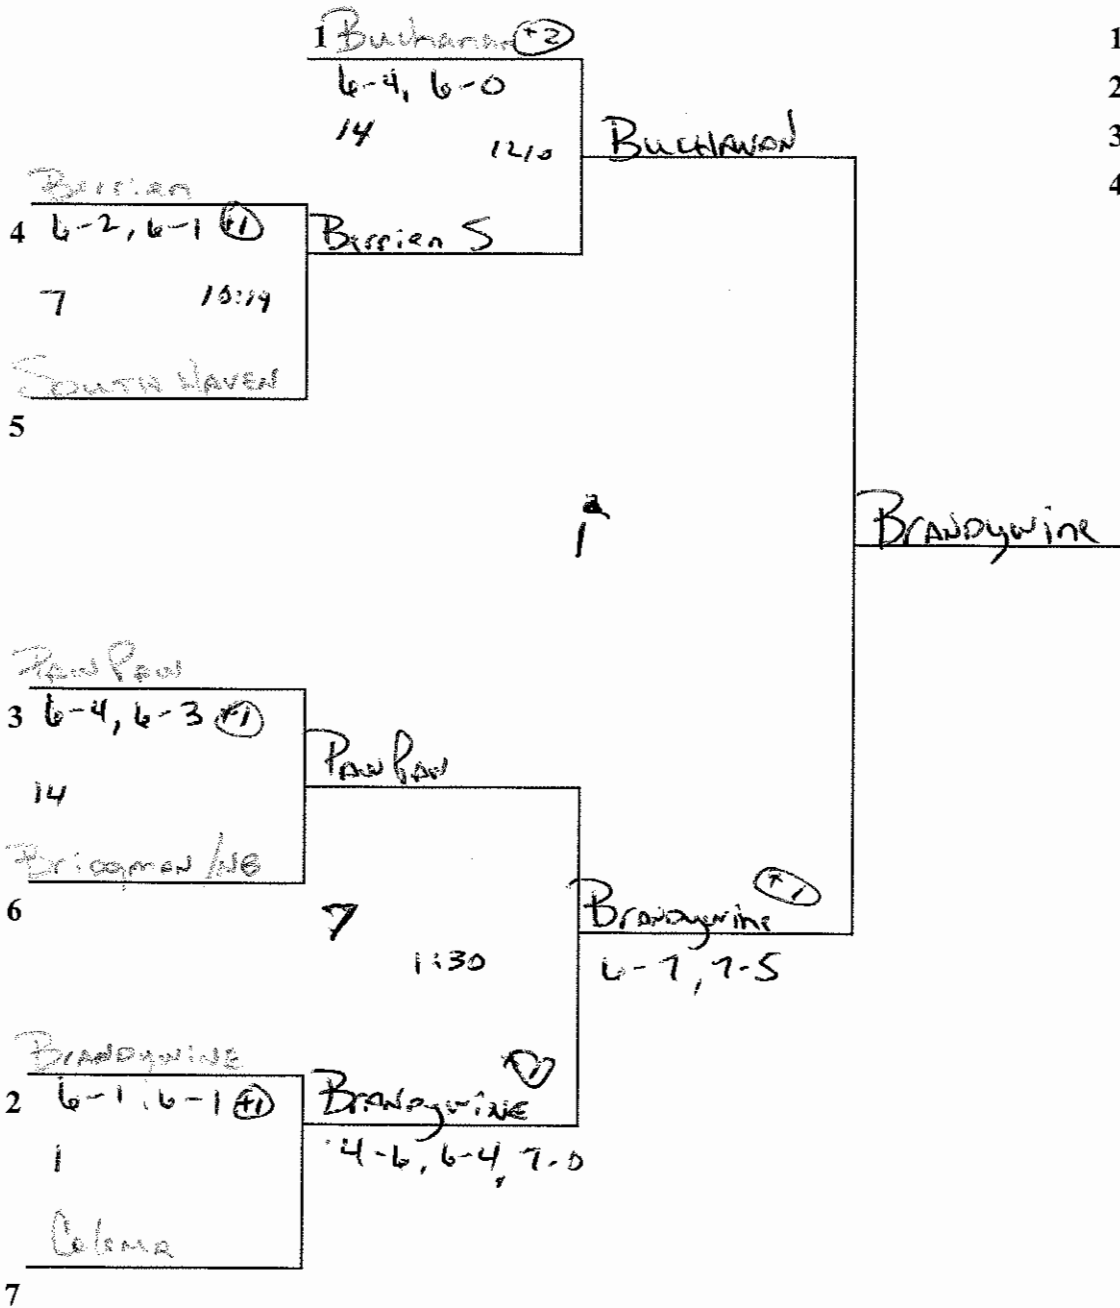 1 Buchanan +2
6-4, 6-0
14
1210
Buchanan
Berrien
4 6-2, 6-1 +1
Berrien S
7
10:19
South Haven
5
1
Brandywine
Paw Paw
3 6-4, 6-3 +1
Paw Paw
14
Bridgman/NB
6
7
1:30
Brandywine +1
6-7, 7-5
Brandywine
2 6-1, 6-1 +1
Brandywine +1
4-6, 6-4, 7-0
1
Coloma
7
1
2
3
4